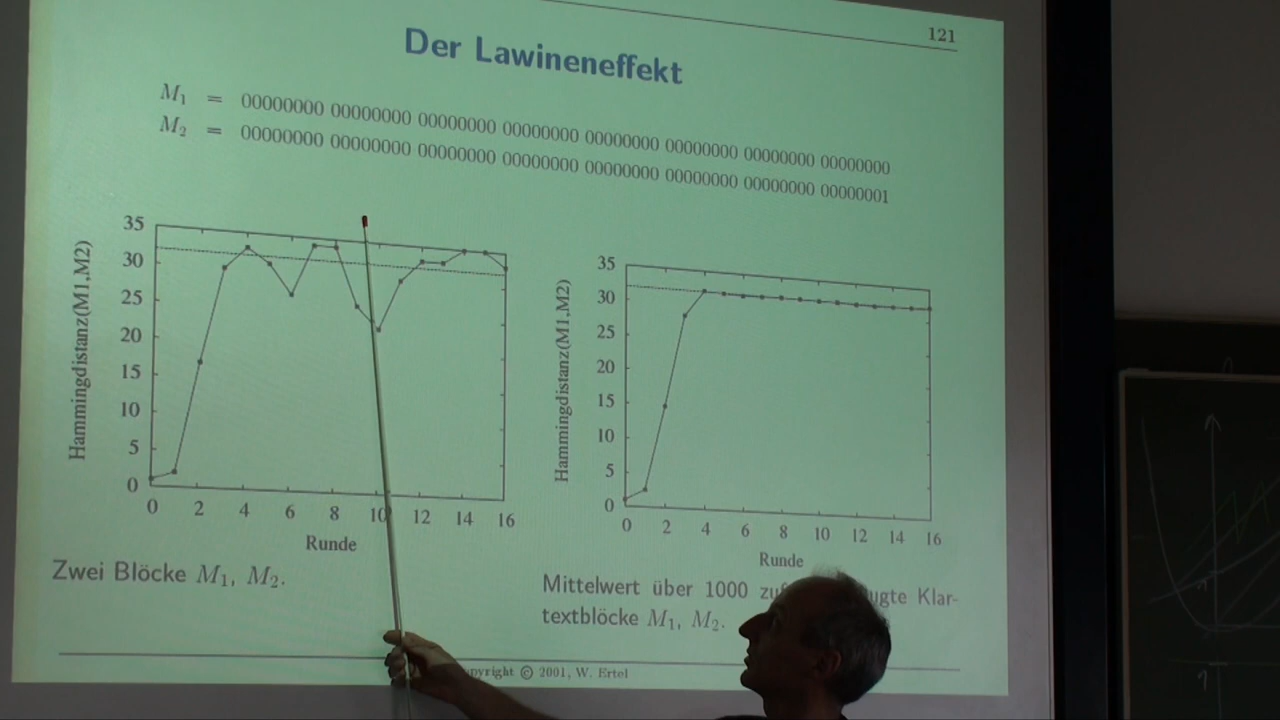 121
Der Lawineneffekt
M₁ = 00000000 00000000 00000000 00000000 00000000 00000000 00000000 00000000
M₂ = 00000000 00000000 00000000 00000000 00000000 00000000 00000000 00000001
Hammingdistanz(M1,M2)
35
30
25
20
15
10
5
0
0 2 4 6 8 10 12 14 16
Runde
Zwei Blöcke M₁, M₂.
Hammingdistanz(M1,M2)
35
30
25
20
15
10
5
0
0 2 4 6 8 10 12 14 16
Runde
Mittelwert über 1000 Klar-
textblöcke M₁, M₂.
© 2001, W. Ertel